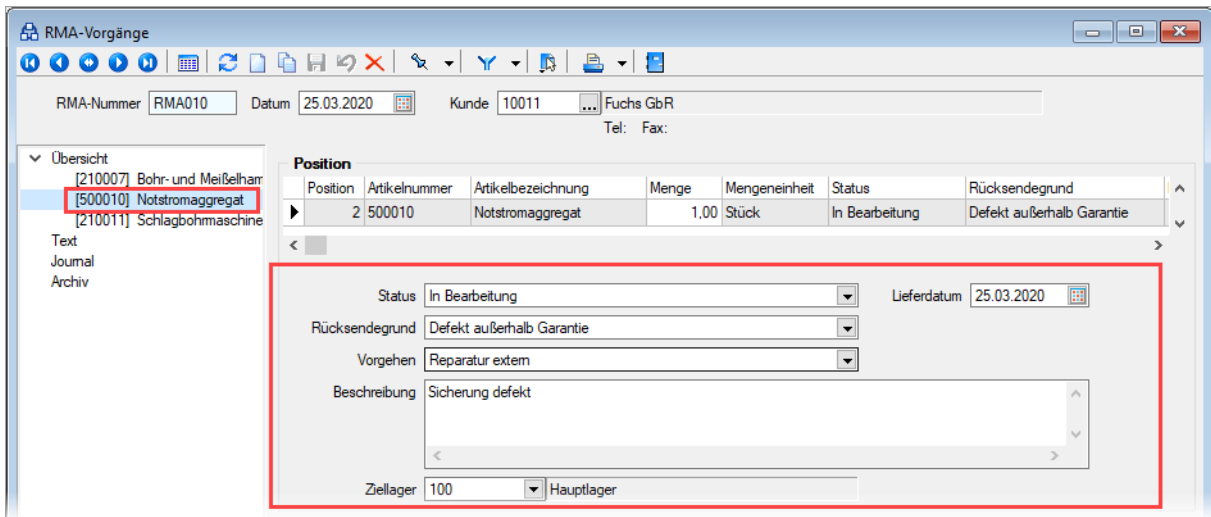 RMA-Vorgänge
RMA-Nummer RMA010 Datum 25.03.2020 Kunde 10011 ... Fuchs GbR
Tel: Fax:
Übersicht
[210007] Bohr- und Meißelham
[500010] Notstromaggregat
[210011] Schlagbohrmaschine
Text
Journal
Archiv
Position
Position Artikelnummer Artikelbezeichnung Menge Mengeneinheit Status Rücksendegrund
2 500010 Notstromaggregat 1,00 Stück In Bearbeitung Defekt außerhalb Garantie
Status In Bearbeitung Lieferdatum 25.03.2020
Rücksendegrund Defekt außerhalb Garantie
Vorgehen Reparatur extern
Beschreibung Sicherung defekt
Ziellager 100 Hauptlager